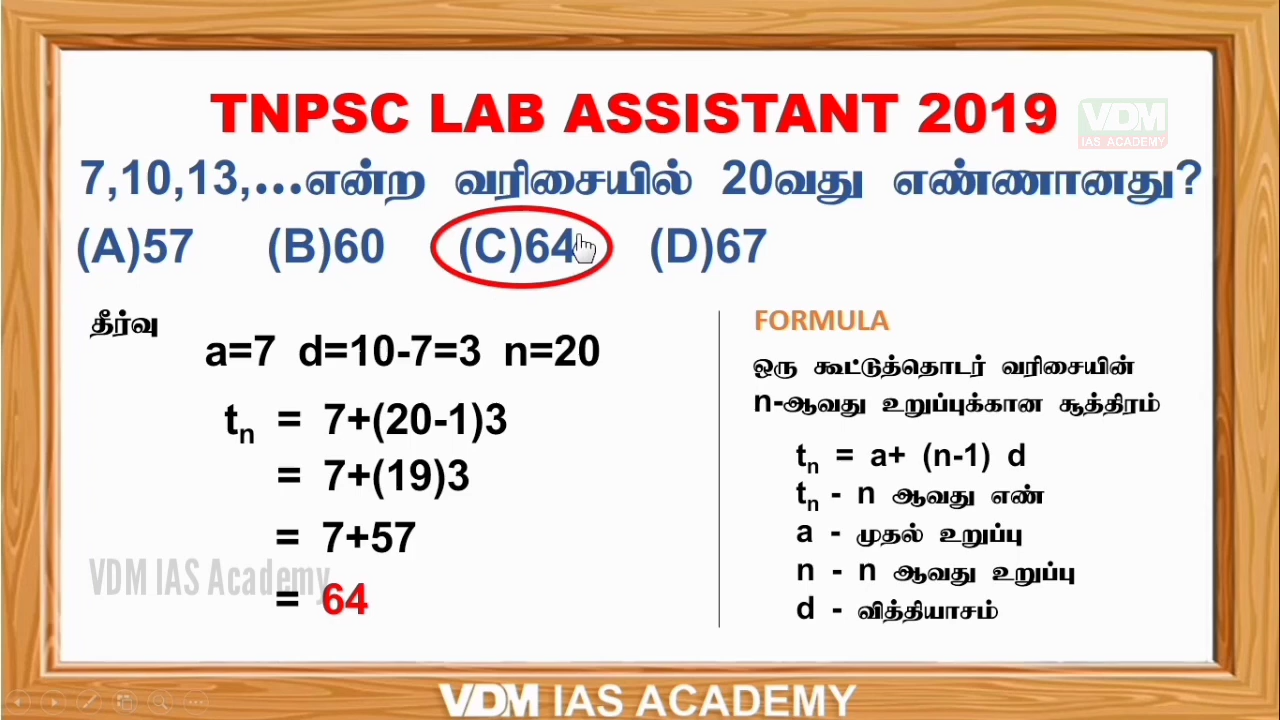 TNPSC LAB ASSISTANT 2019
VDM
IAS ACADEMY
7,10,13,...என்ற வரிசையில் 20வது எண்ணானது?
(A)57 (B)60 (C)64 (D)67
தீர்வு
a=7 d=10-7=3 n=20
tn = 7+(20-1)3
= 7+(19)3
= 7+57
= 64
VDM IAS Academy
FORMULA
ஒரு கூட்டுத்தொடர் வரிசையின்
n-ஆவது உறுப்புக்கான சூத்திரம்
tn = a+ (n-1) d
tn - n ஆவது எண்
a - முதல் உறுப்பு
n - n ஆவது உறுப்பு
d - வித்தியாசம்
VDM IAS ACADEMY